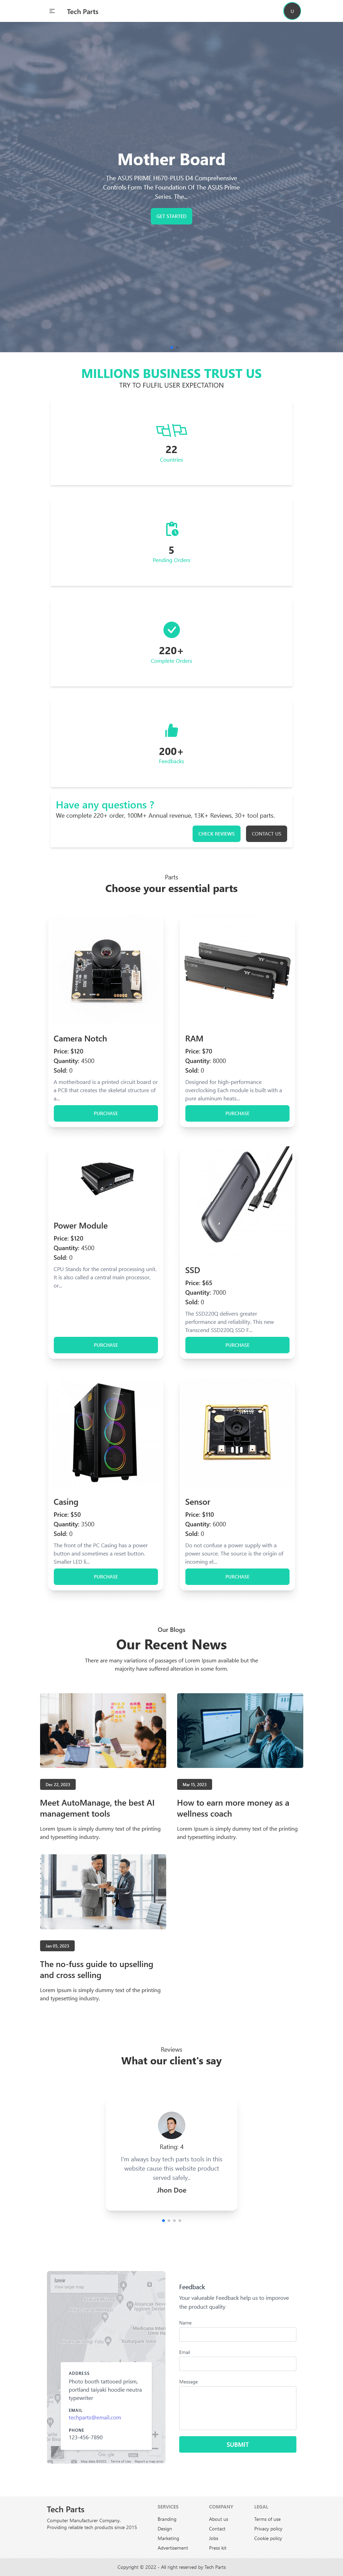 Tech Parts
U
Mother Board
The ASUS PRIME H670-PLUS D4 Comprehensive
Controls Form The Foundation Of The ASUS Prime
Series. The...
GET STARTED
MILLIONS BUSINESS TRUST US
TRY TO FULFIL USER EXPECTATION
22
Countries
5
Pending Orders
220+
Complete Orders
200+
Feedbacks
Have any questions ?
We complete 220+ order, 100M+ Annual revenue, 13K+ Reviews, 30+ tool parts.
CHECK REVIEWS
CONTACT US
Parts
Choose your essential parts
Camera Notch
Price: $120
Quantity: 4500
Sold: 0
A motherboard is a printed circuit board or
a PCB that creates the skeletal structure of
a...
PURCHASE
RAM
Price: $70
Quantity: 8000
Sold: 0
Designed for high-performance
overclocking Each module is built with a
pure aluminum heats...
PURCHASE
Power Module
Price: $120
Quantity: 4500
Sold: 0
CPU Stands for the central processing unit.
It is also called a central main processor,
or...
PURCHASE
SSD
Price: $65
Quantity: 7000
Sold: 0
The SSD220Q delivers greater
performance and reliability. This new
Transcend SSD220Q SSD F...
PURCHASE
Casing
Price: $50
Quantity: 3500
Sold: 0
The front of the PC Casing has a power
button and sometimes a reset button.
Smaller LED li...
PURCHASE
Sensor
Price: $110
Quantity: 6000
Sold: 0
Do not confuse a power supply with a
power source. The source is the origin of
incoming el...
PURCHASE
Our Blogs
Our Recent News
There are many variations of passages of Lorem Ipsum available but the
majority have suffered alteration in some form.
Dec 22, 2023
Meet AutoManage, the best AI
management tools
Lorem Ipsum is simply dummy text of the printing
and typesetting industry.
Mar 15, 2023
How to earn more money as a
wellness coach
Lorem Ipsum is simply dummy text of the printing
and typesetting industry.
Jan 05, 2023
The no-fuss guide to upselling
and cross selling
Lorem Ipsum is simply dummy text of the printing
and typesetting industry.
Reviews
What our client's say
Rating: 4
I'm always buy tech parts tools in this
website cause this website product
served safely..
Jhon Doe
View larger map
ADDRESS
Photo booth tattooed prism,
portland taiyaki hoodie neutra
typewriter
EMAIL
techparts@email.com
PHONE
123-456-7890
Google
Terms of Use
Report a map error
Feedback
Your valueable Feedback help us to imporove
the product quality
Name
Email
Message
SUBMIT
Tech Parts
Computer Manufacturer Company.
Providing reliable tech products since 2015
SERVICES
Branding
Design
Marketing
Advertisement
COMPANY
About us
Contact
Jobs
Press kit
LEGAL
Terms of use
Privacy policy
Cookie policy
Copyright © 2022 - All right reserved by Tech Parts